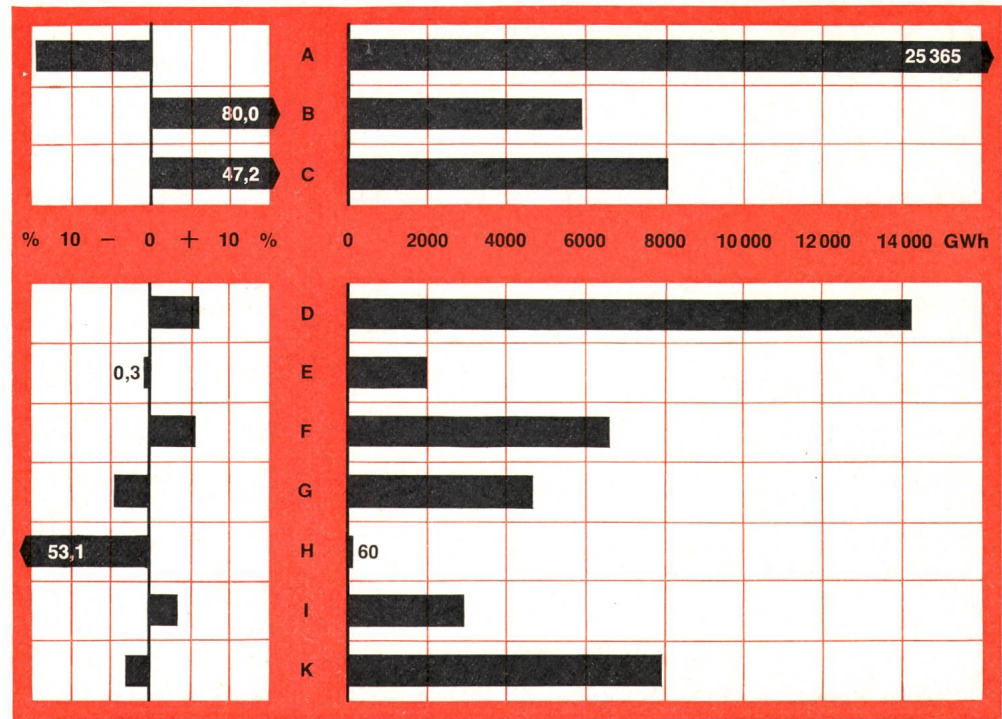 A 25 365
80,0 B
47,2 C
% 10 − 0 + 10 % 0 2000 4000 6000 8000 10 000 12 000 14 000 GWh
D
0,3 E
F
G
53,1 H 60
I
K